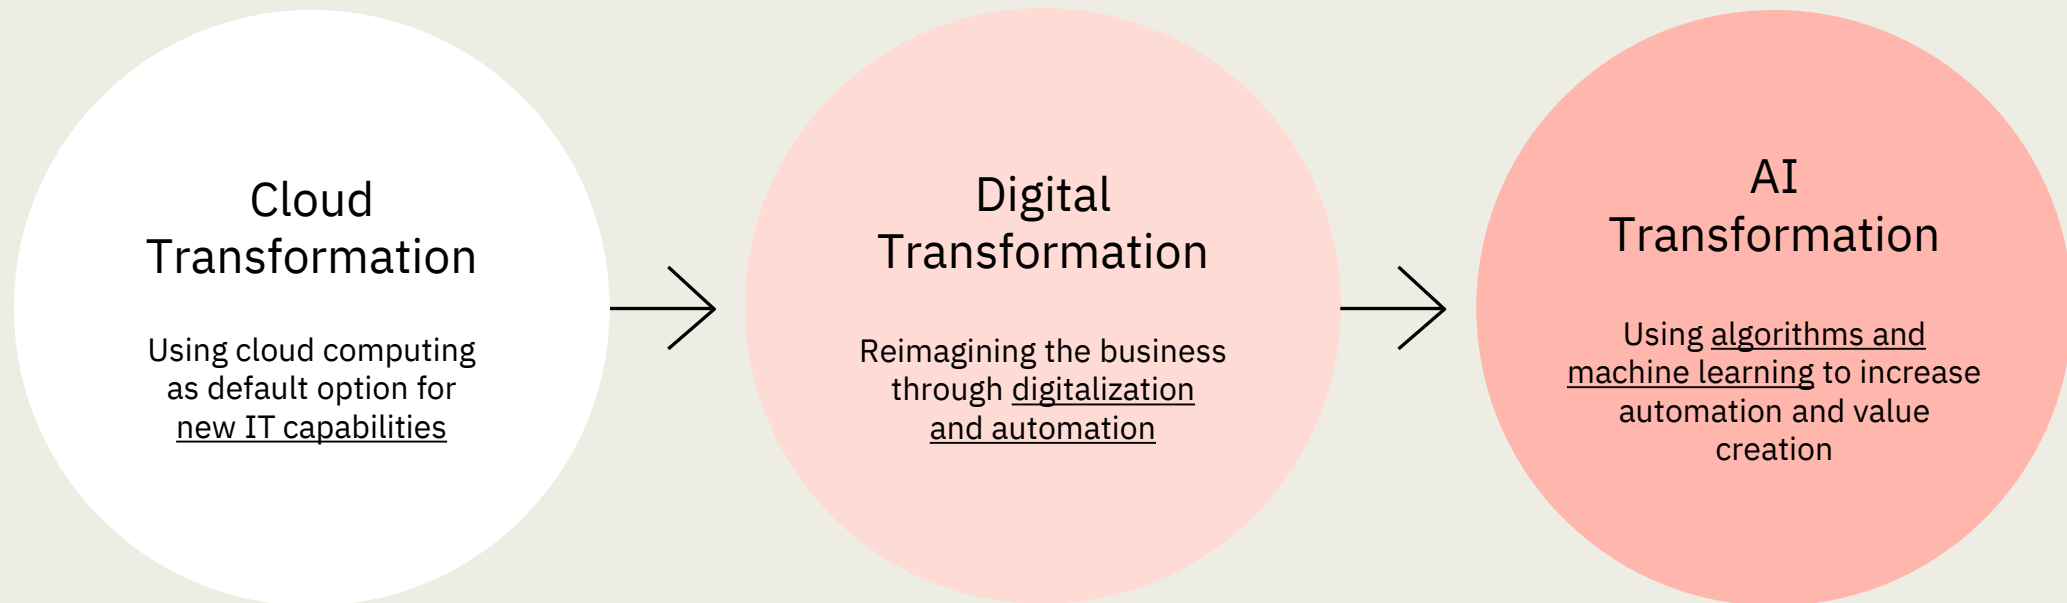 Cloud
Transformation
Using cloud computing
as default option for
new IT capabilities
Digital
Transformation
Reimagining the business
through digitalization
and automation
AI
Transformation
Using algorithms and
machine learning to increase
automation and value
creation